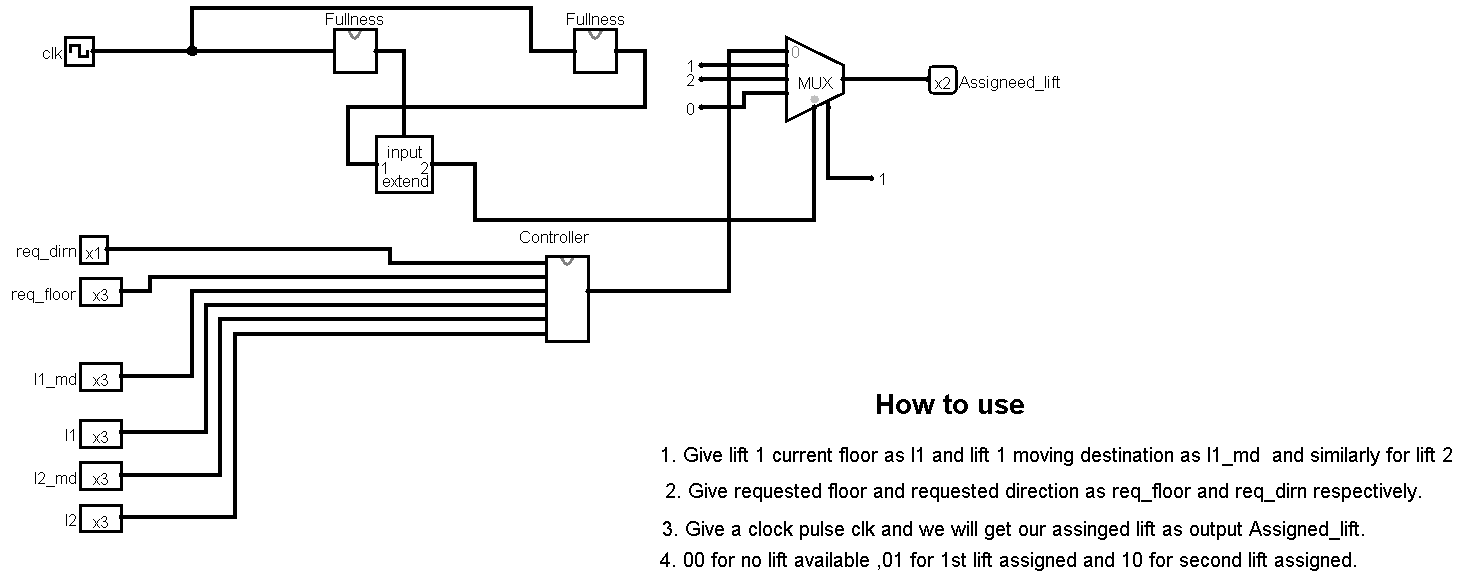 Fullness
Fullness
clk
0
1
2
MUX
0
x2 Assigneed_lift
input
1 2
extend
1
Controller
req_dirn x1
req_floor x3
l1_md x3
l1 x3
l2_md x3
l2 x3
How to use
1. Give lift 1 current floor as l1 and lift 1 moving destination as l1_md and similarly for lift 2
2. Give requested floor and requested direction as req_floor and req_dirn respectively.
3. Give a clock pulse clk and we will get our assinged lift as output Assigned_lift.
4. 00 for no lift available ,01 for 1st lift assigned and 10 for second lift assigned.